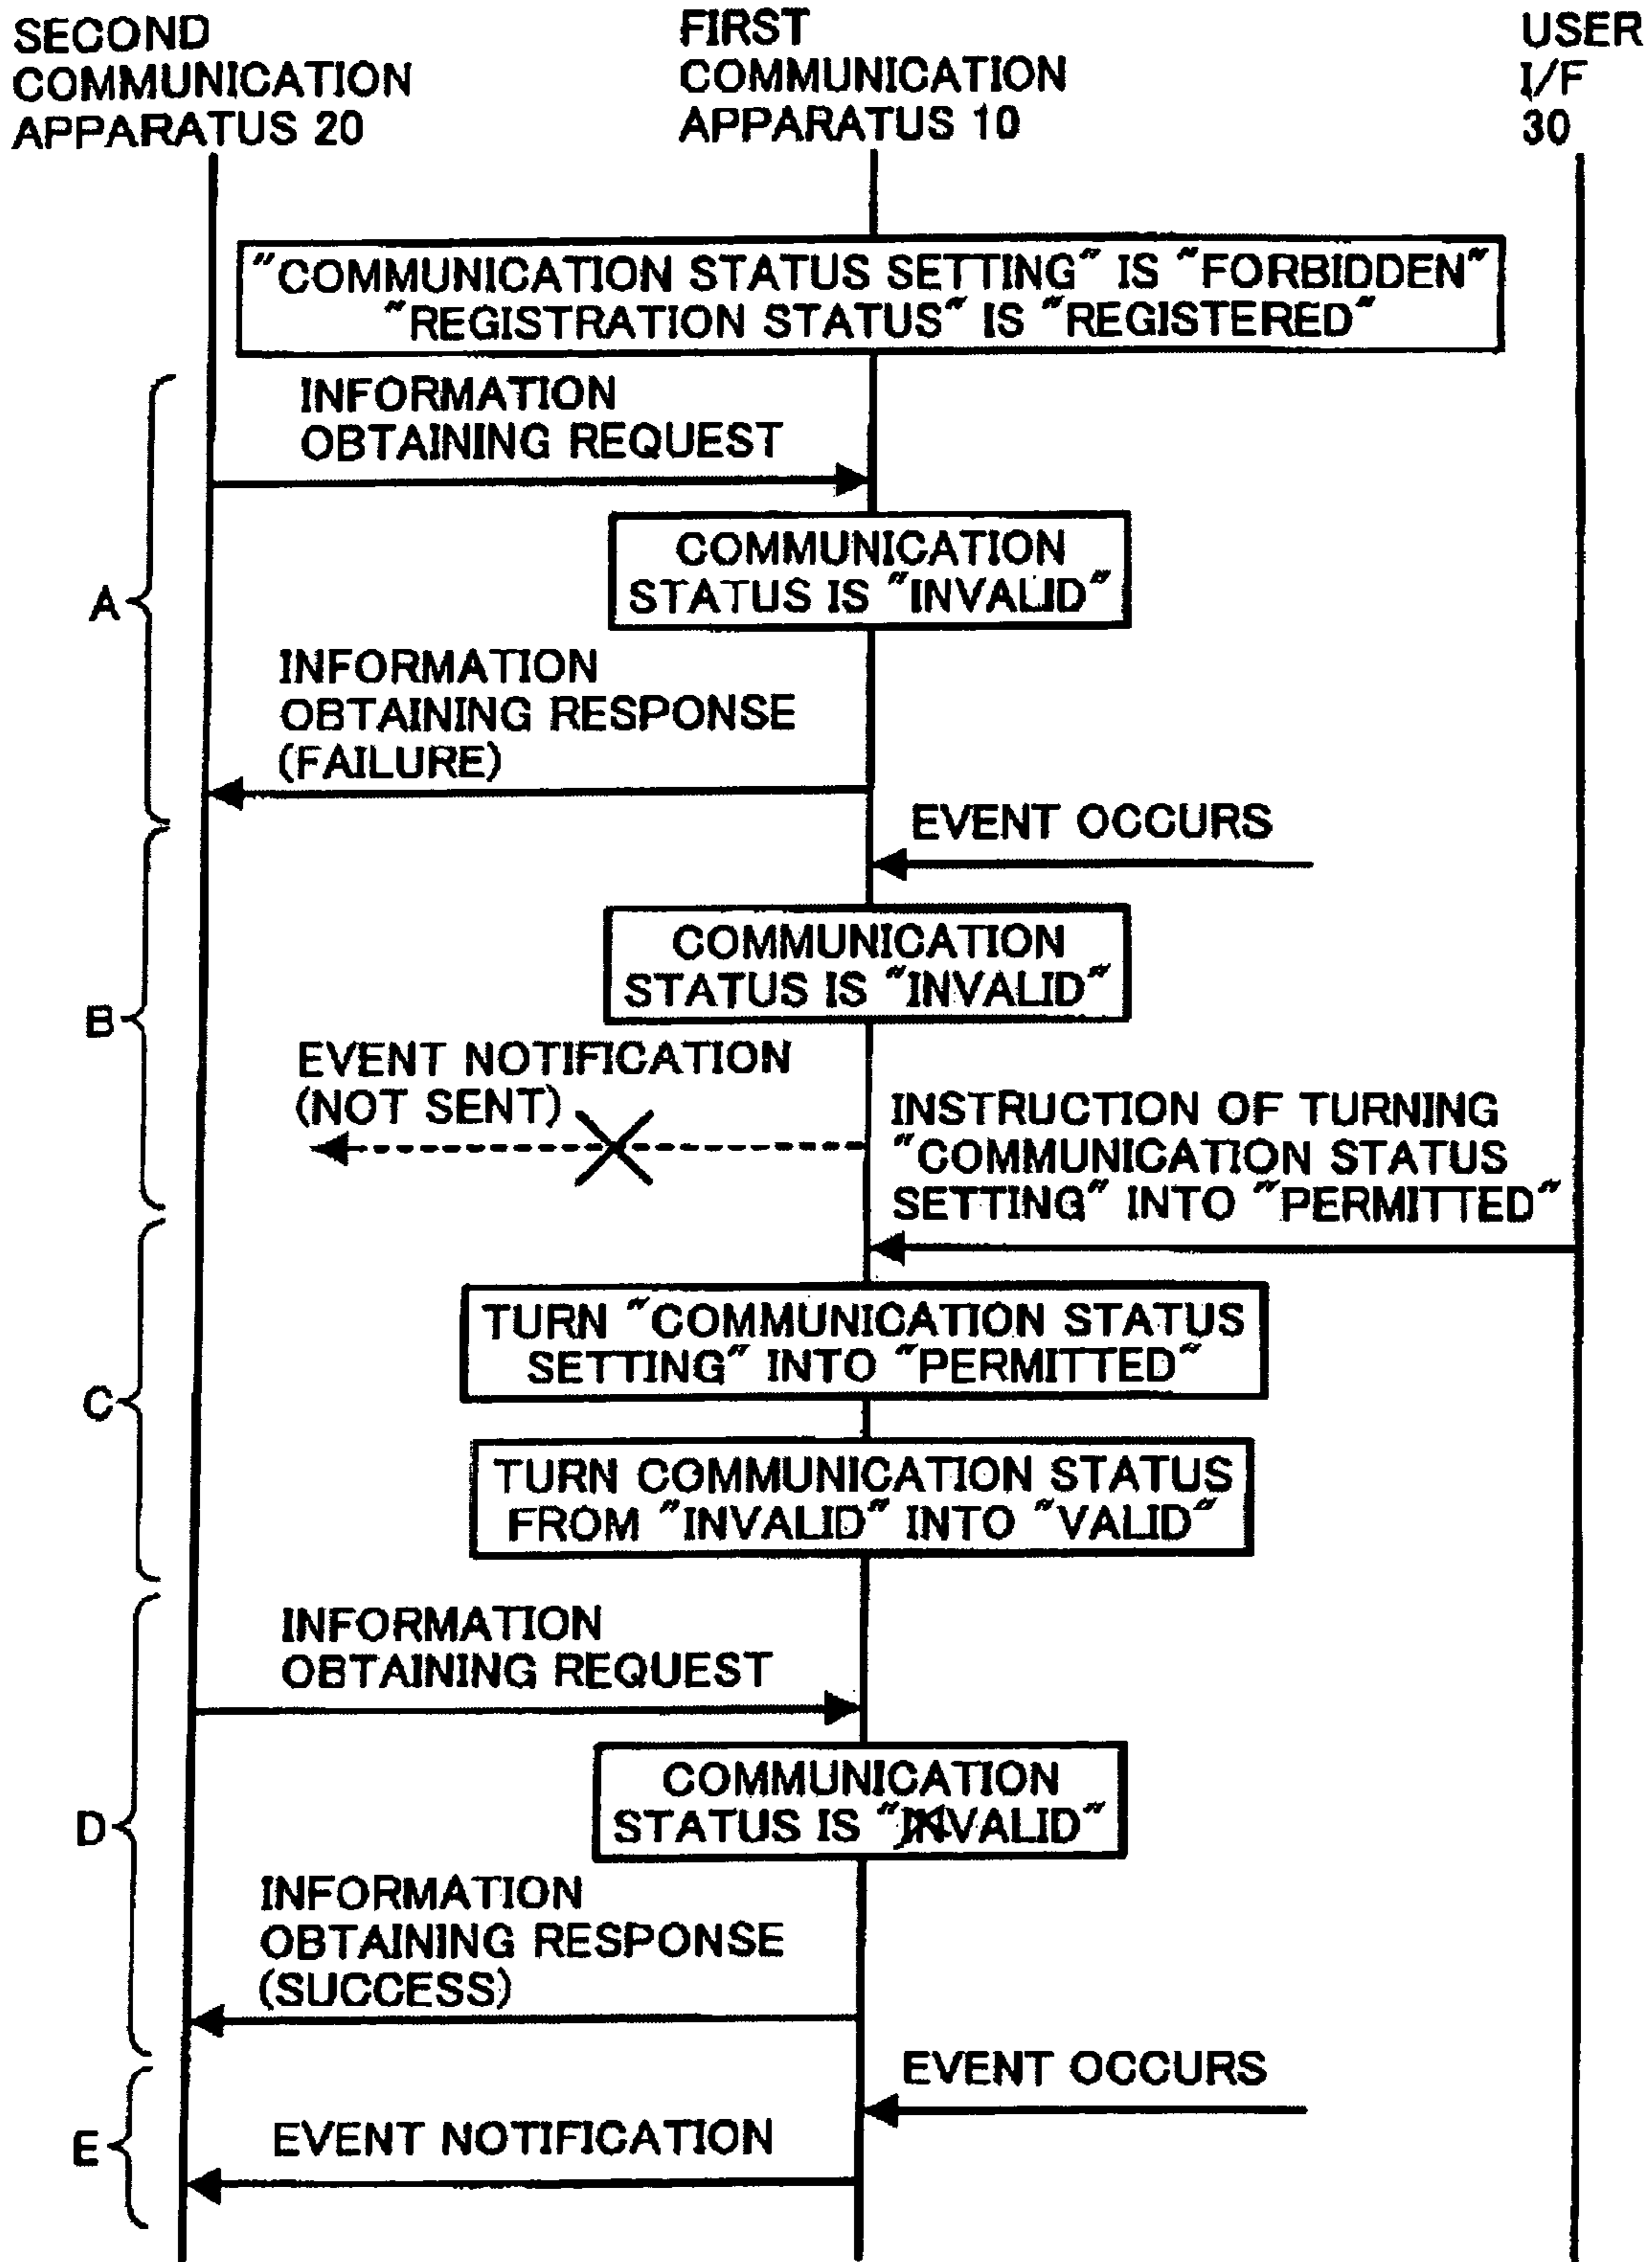 SECOND
COMMUNICATION
APPARATUS 20
FIRST
COMMUNICATION
APPARATUS 10
USER
I/F
30
"COMMUNICATION STATUS SETTING" IS "FORBIDDEN"
"REGISTRATION STATUS" IS "REGISTERED"
A
INFORMATION
OBTAINING REQUEST
COMMUNICATION
STATUS IS "INVALID"
INFORMATION
OBTAINING RESPONSE
(FAILURE)
B
EVENT OCCURS
COMMUNICATION
STATUS IS "INVALID"
EVENT NOTIFICATION
(NOT SENT)
INSTRUCTION OF TURNING
"COMMUNICATION STATUS
SETTING" INTO "PERMITTED"
C
TURN "COMMUNICATION STATUS
SETTING" INTO "PERMITTED"
TURN COMMUNICATION STATUS
FROM "INVALID" INTO "VALID"
D
INFORMATION
OBTAINING REQUEST
COMMUNICATION
STATUS IS "INVALID"
INFORMATION
OBTAINING RESPONSE
(SUCCESS)
E
EVENT OCCURS
EVENT NOTIFICATION